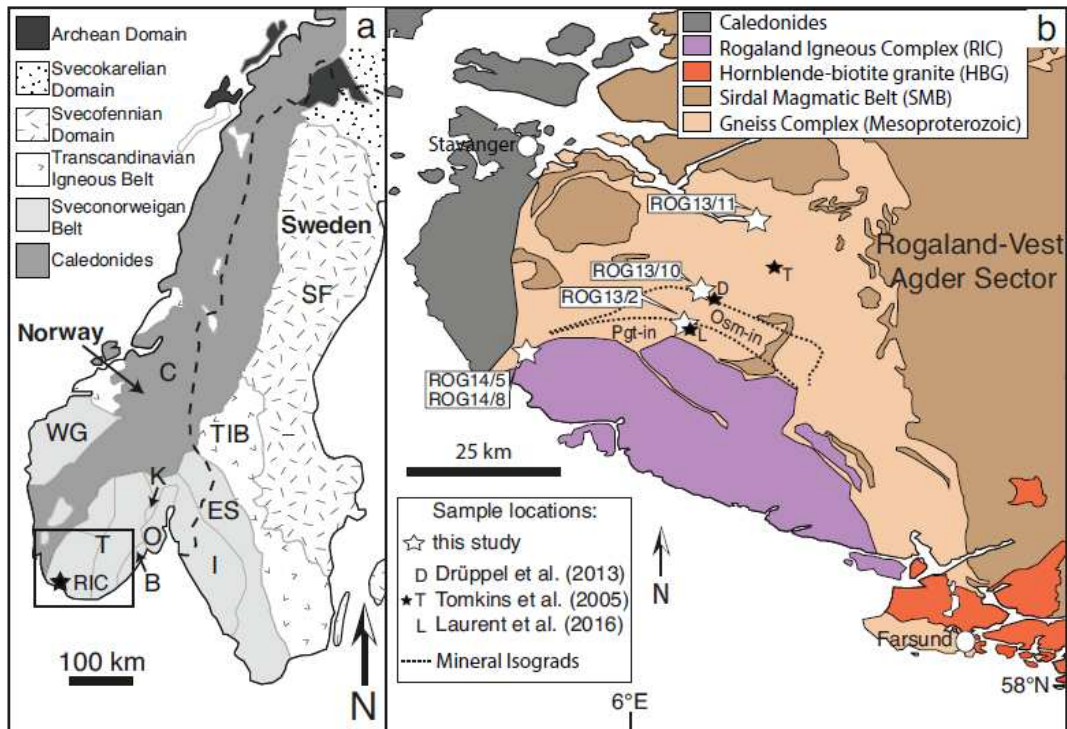 a
Archean Domain
Svecokarelian
Domain
Svecofennian
Domain
Transcandinavian
Igneous Belt
Sveconorweigan
Belt
Caledonides
Sweden
SF
Norway
C
WG
TIB
K
ES
T
O
I
B
RIC
100 km
N
b
Caledonides
Rogaland Igneous Complex (RIC)
Hornblende-biotite granite (HBG)
Sirdal Magmatic Belt (SMB)
Gneiss Complex (Mesoproterozoic)
Stavanger
ROG13/11
Rogaland-Vest
Agder Sector
T
ROG13/10
D
ROG13/2
Osm-in
Pgt-in
L
ROG14/5
ROG14/8
25 km
Sample locations:
this study
D Drüppel et al. (2013)
T Tomkins et al. (2005)
L Laurent et al. (2016)
Mineral Isograds
N
Farsund
58°N
6°E